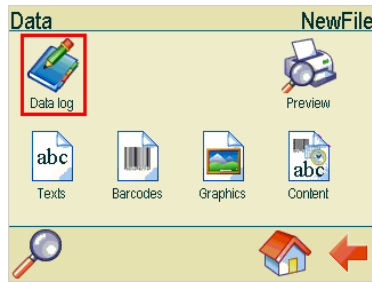 Data NewFile
Data log Preview
abc abc
Texts Barcodes Graphics Content